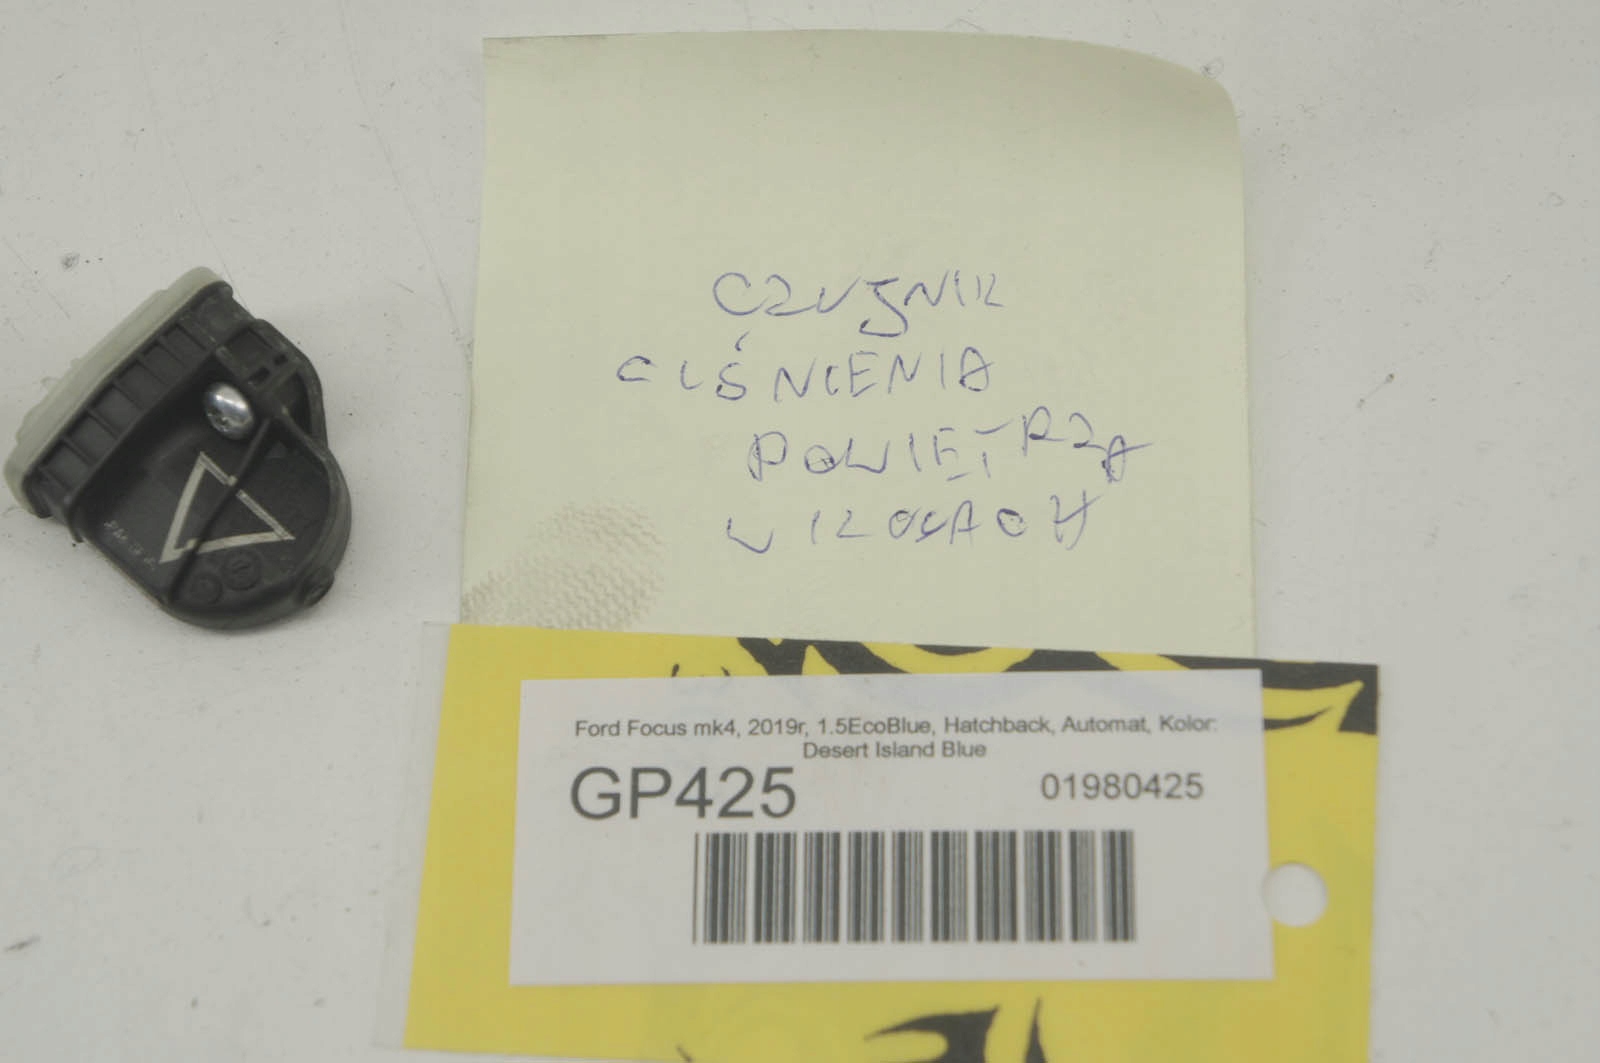 CZUJNIK
CIŚNIENIA
POWIETRZA
W KOŁACH
Ford Focus mk4, 2019r, 1.5EcoBlue, Hatchback, Automat, Kolor:
Desert Island Blue
GP425
01980425